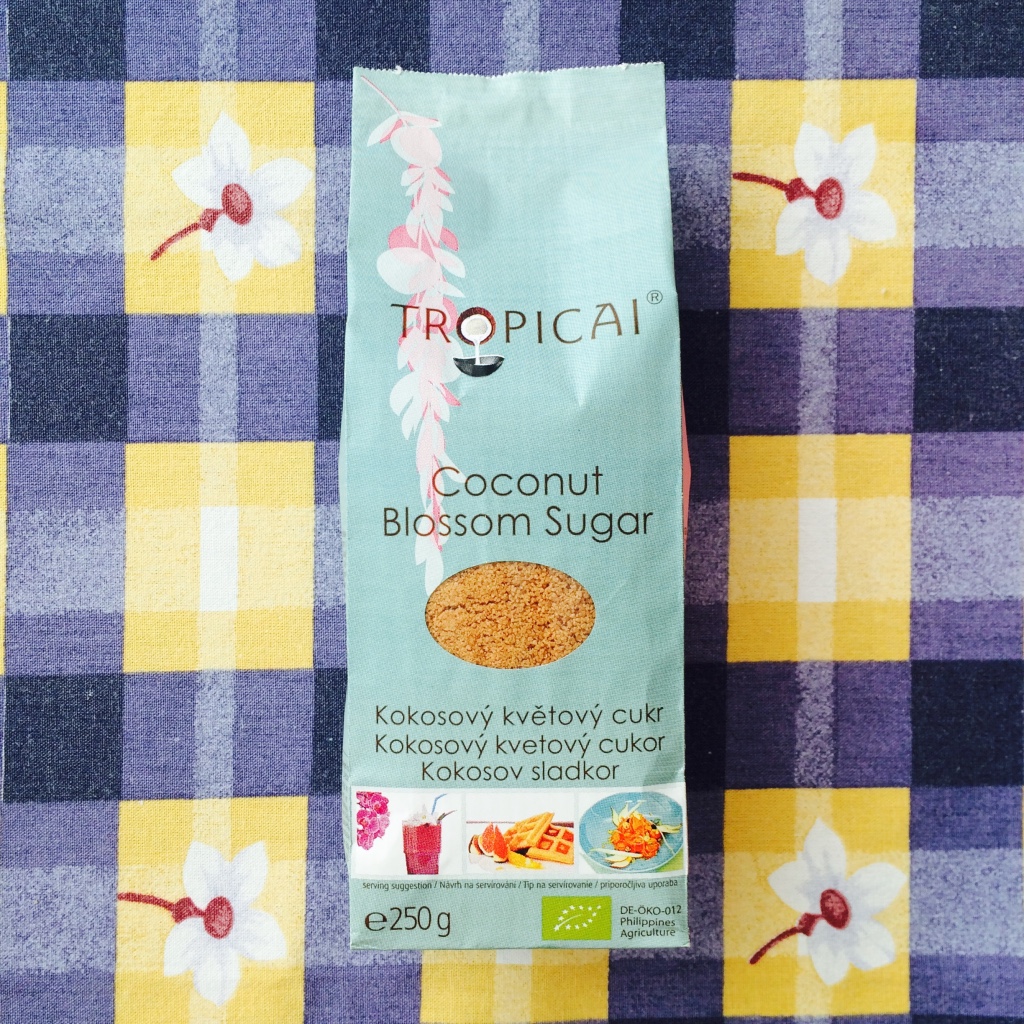 TROPICAI®
Coconut
Blossom Sugar
Kokosový květový cukr
Kokosový kvetový cukor
Kokosov sladkor
serving suggestion / Návrh na servírování / Tip na servírovanie / priporočljiva uporaba
℮250 g
DE-ÖKO-012
Philippines
Agriculture